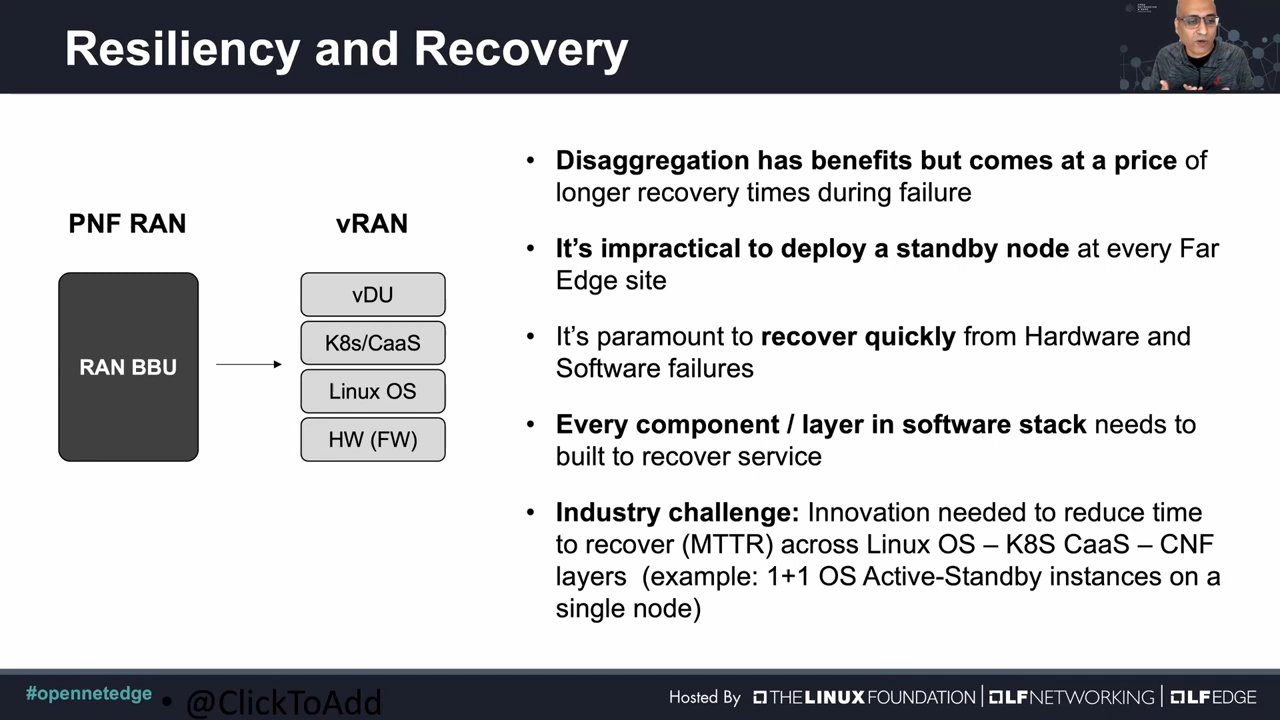 Resiliency and Recovery
PNF RAN
vRAN
RAN BBU
vDU
K8s/CaaS
Linux OS
HW (FW)
• Disaggregation has benefits but comes at a price of
longer recovery times during failure
• It’s impractical to deploy a standby node at every Far
Edge site
• It’s paramount to recover quickly from Hardware and
Software failures
• Every component / layer in software stack needs to
built to recover service
• Industry challenge: Innovation needed to reduce time
to recover (MTTR) across Linux OS – K8S CaaS – CNF
layers (example: 1+1 OS Active-Standby instances on a
single node)
#opennetedge
• @ClickToAdd
Hosted By THE LINUX FOUNDATION | LFNETWORKING | LFEDGE